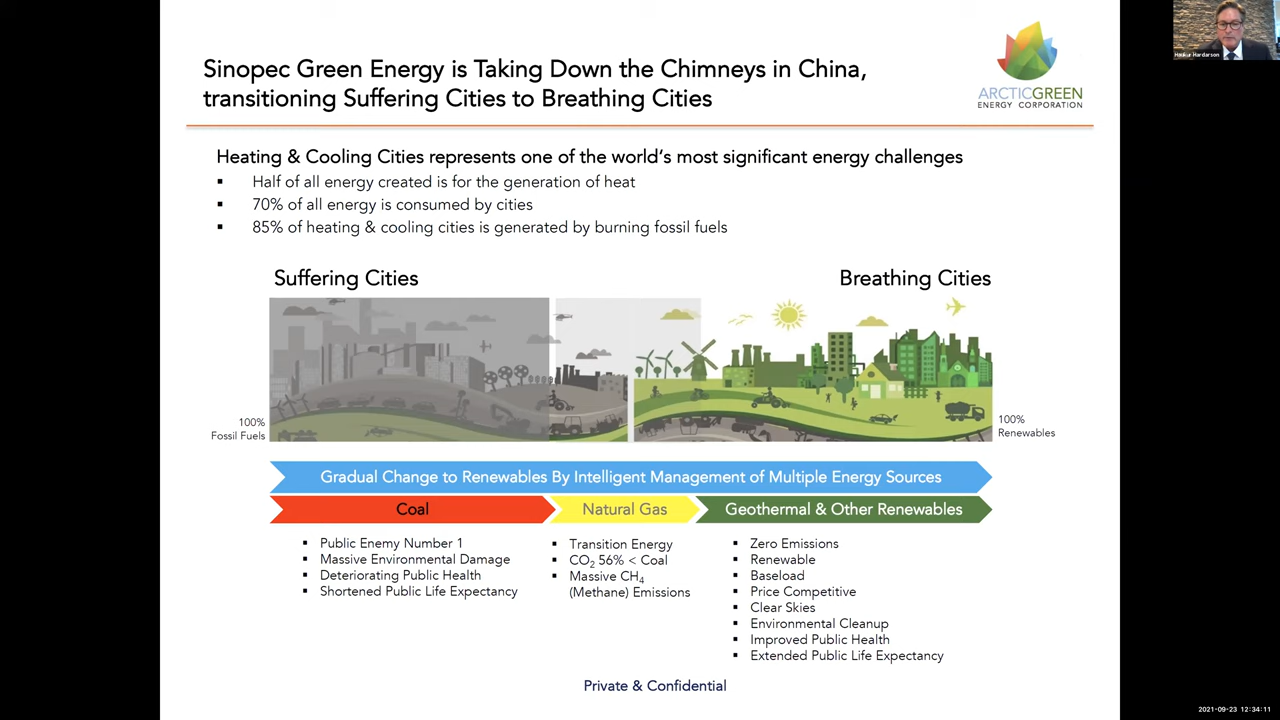 Sinopec Green Energy is Taking Down the Chimneys in China,
transitioning Suffering Cities to Breathing Cities
ARCTICGREEN
ENERGY CORPORATION
Haukur Hardarson
Heating & Cooling Cities represents one of the world's most significant energy challenges
▪ Half of all energy created is for the generation of heat
▪ 70% of all energy is consumed by cities
▪ 85% of heating & cooling cities is generated by burning fossil fuels
Suffering Cities
Breathing Cities
100%
Fossil Fuels
100%
Renewables
Gradual Change to Renewables By Intelligent Management of Multiple Energy Sources
Coal
Natural Gas
Geothermal & Other Renewables
▪ Public Enemy Number 1
▪ Massive Environmental Damage
▪ Deteriorating Public Health
▪ Shortened Public Life Expectancy
▪ Transition Energy
▪ CO₂ 56% < Coal
▪ Massive CH₄
(Methane) Emissions
▪ Zero Emissions
▪ Renewable
▪ Baseload
▪ Price Competitive
▪ Clear Skies
▪ Environmental Cleanup
▪ Improved Public Health
▪ Extended Public Life Expectancy
Private & Confidential
2021-09-23 12:34:11